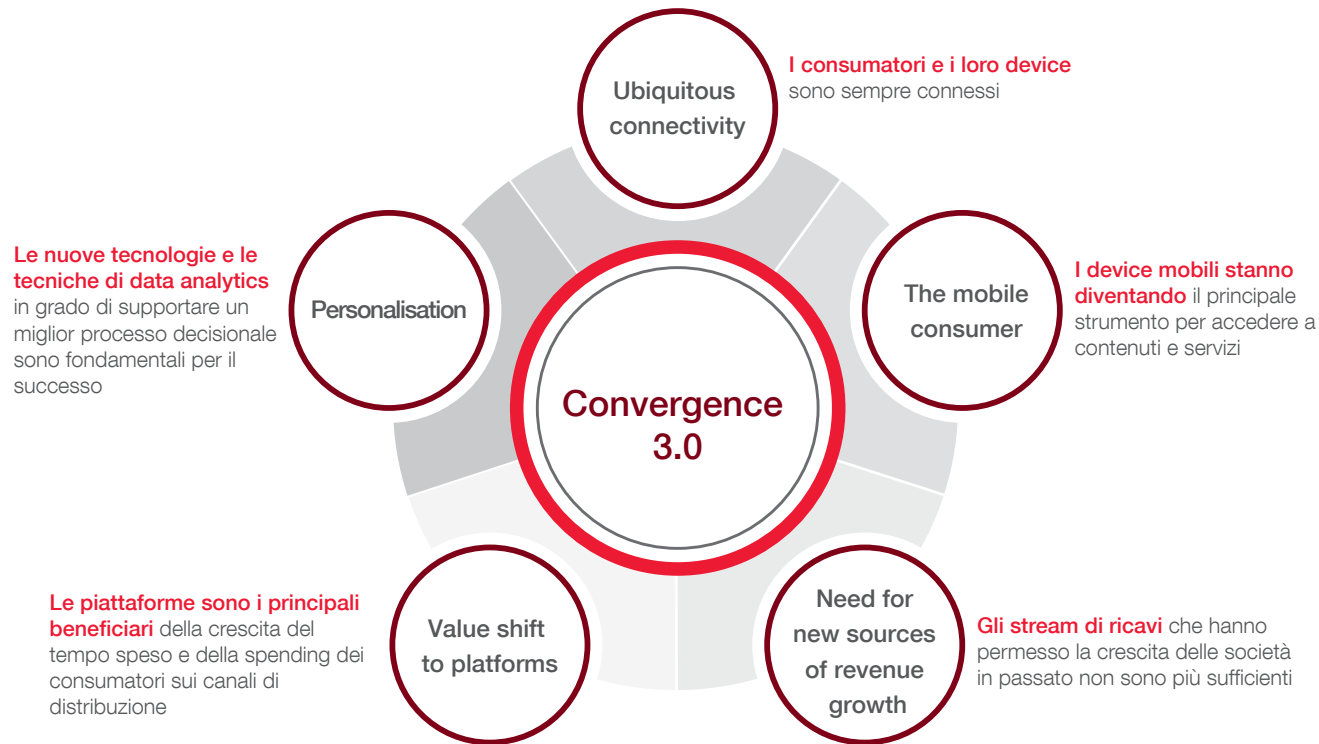 Ubiquitous
connectivity
I consumatori e i loro device
sono sempre connessi
The mobile
consumer
I device mobili stanno
diventando il principale
strumento per accedere a
contenuti e servizi
Need for
new sources
of revenue
growth
Gli stream di ricavi che hanno
permesso la crescita delle società
in passato non sono più sufficienti
Value shift
to platforms
Le piattaforme sono i principali
beneficiari della crescita del
tempo speso e della spending dei
consumatori sui canali di
distribuzione
Personalisation
Le nuove tecnologie e le
tecniche di data analytics
in grado di supportare un
miglior processo decisionale
sono fondamentali per il
successo
Convergence
3.0